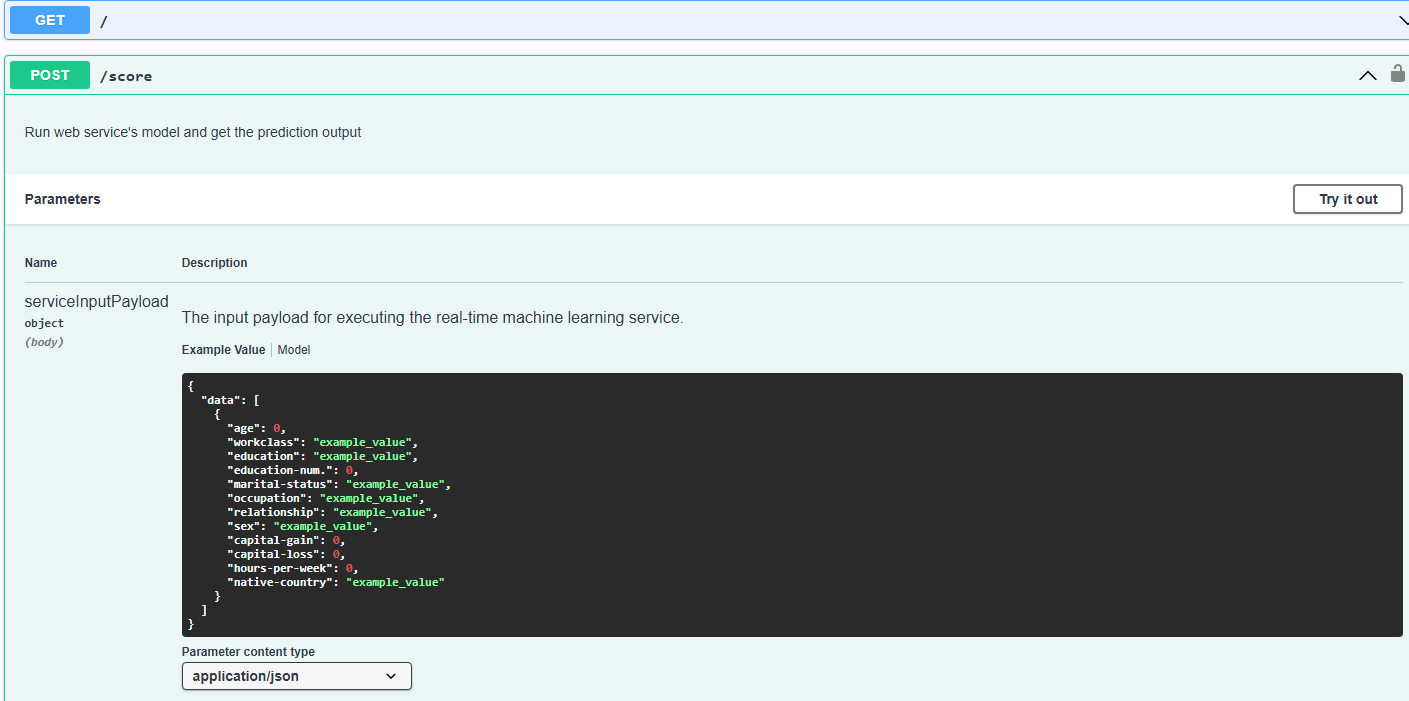 GET /
POST /score
Run web service's model and get the prediction output
Parameters
Try it out
Name Description
serviceInputPayload
object
(body)
The input payload for executing the real-time machine learning service.
Example Value | Model
{
  "data": [
    {
      "age": 0,
      "workclass": "example_value",
      "education": "example_value",
      "education-num.": 0,
      "marital-status": "example_value",
      "occupation": "example_value",
      "relationship": "example_value",
      "sex": "example_value",
      "capital-gain": 0,
      "capital-loss": 0,
      "hours-per-week": 0,
      "native-country": "example_value"
    }
  ]
}
Parameter content type
application/json